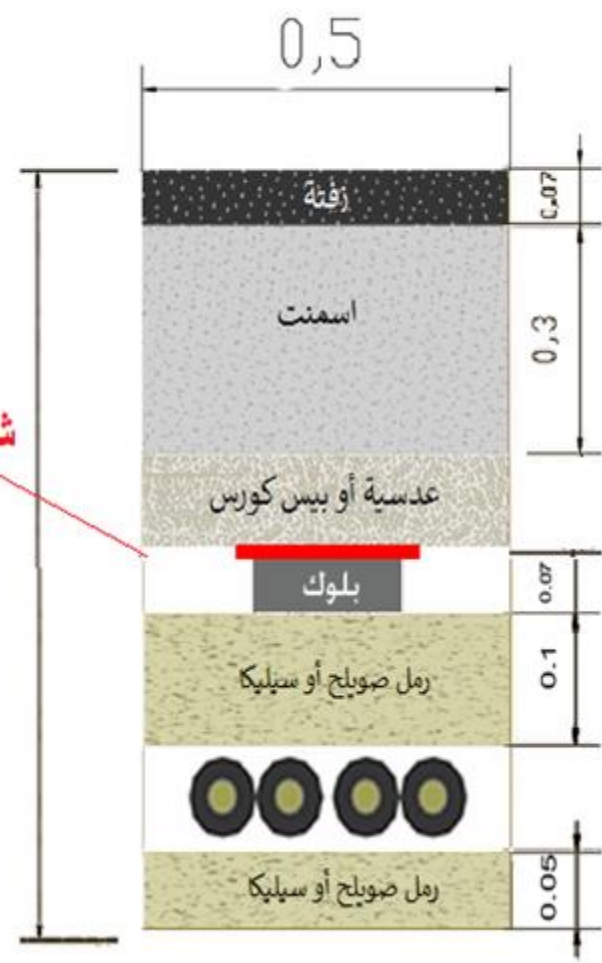 0,5
زفتة
0.07
اسمنت
0,3
عدسية أو بيس كورس
بلوك
0.07
رمل صويلح أو سيليكا
0.1
رمل صويلح أو سيليكا
0.05